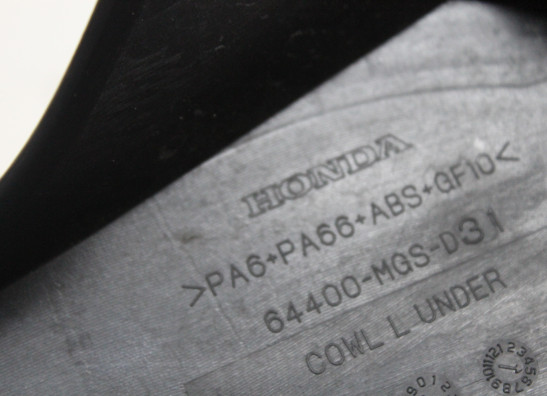 HONDA
>PA6+PA66+ABS+GF10<
64400-MGS-D31
COWL L UNDER